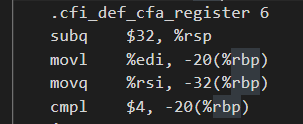 .cfi_def_cfa_register 6
subq $32, %rsp
movl %edi, -20(%rbp)
movq %rsi, -32(%rbp)
cmpl $4, -20(%rbp)